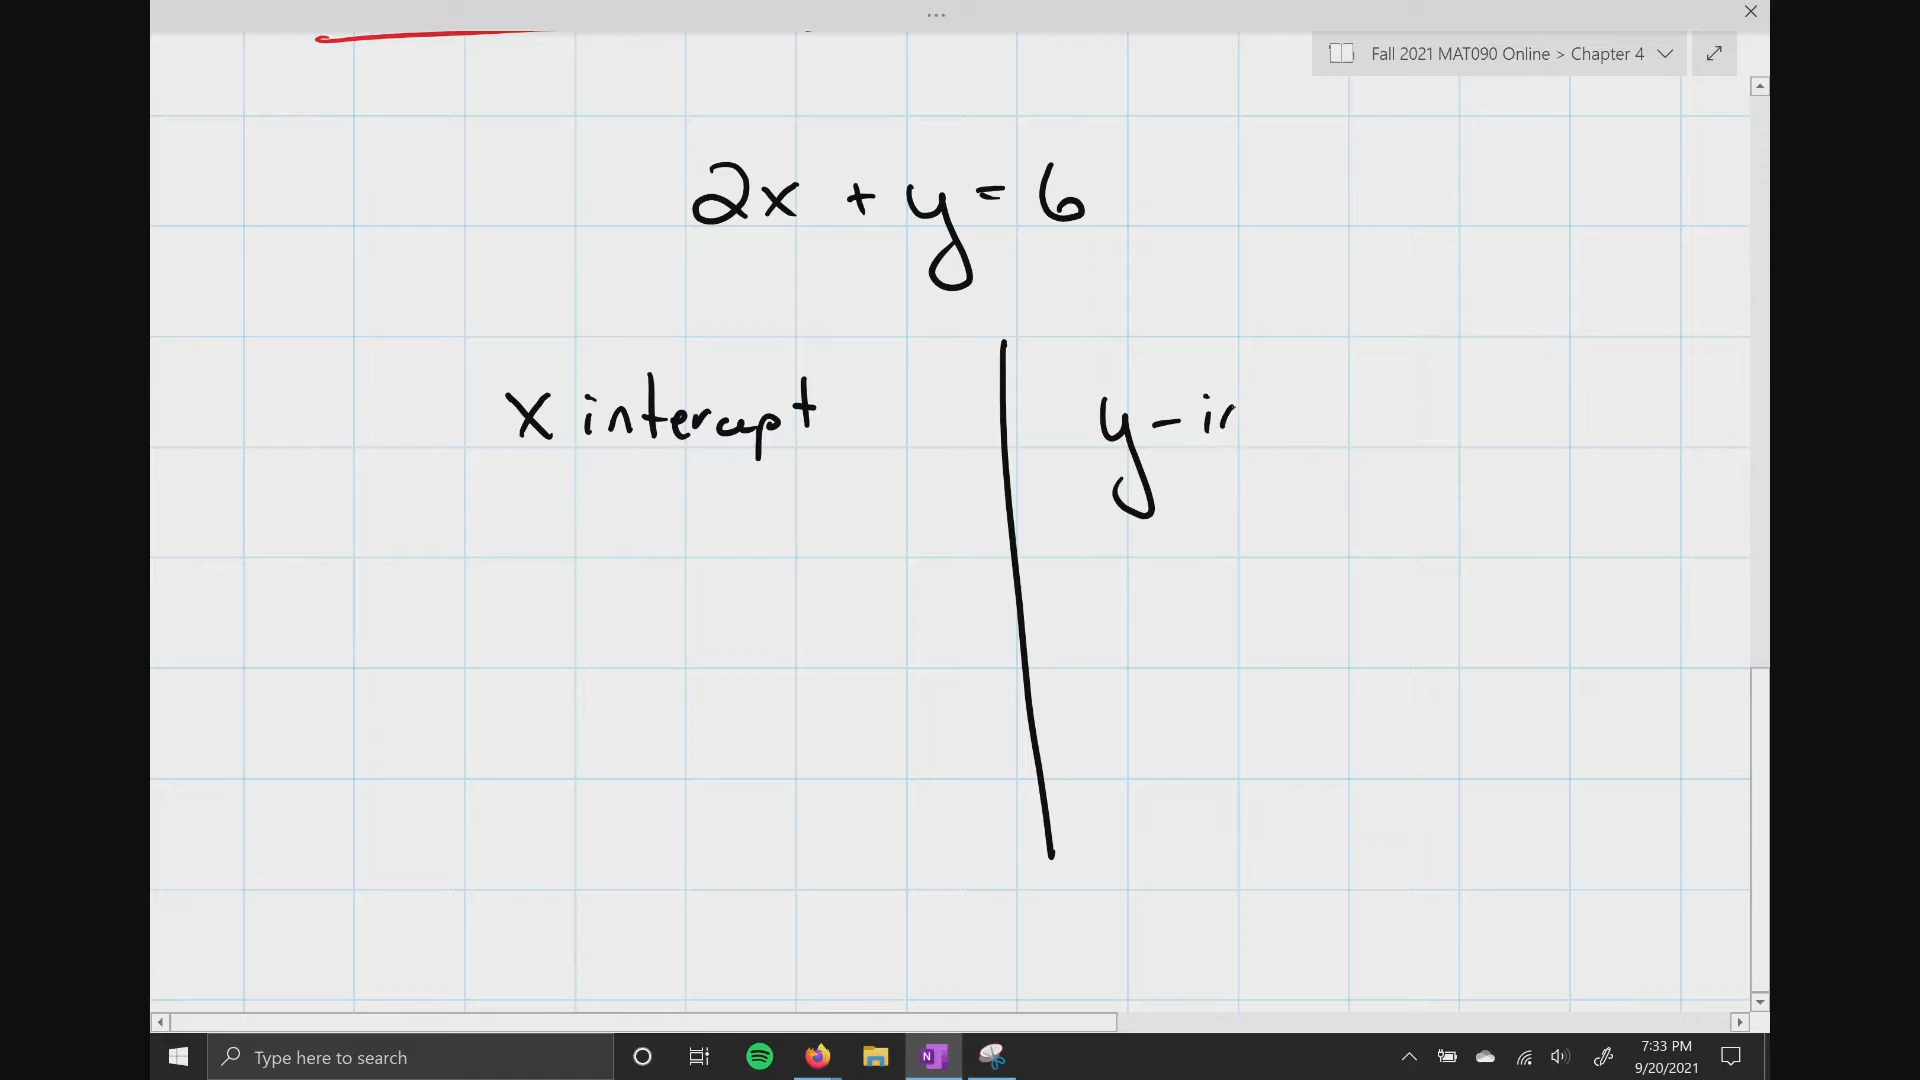 ...
Fall 2021 MAT090 Online > Chapter 4
2x + y = 6
x intercept
y - in
Type here to search
N
7:33 PM
9/20/2021